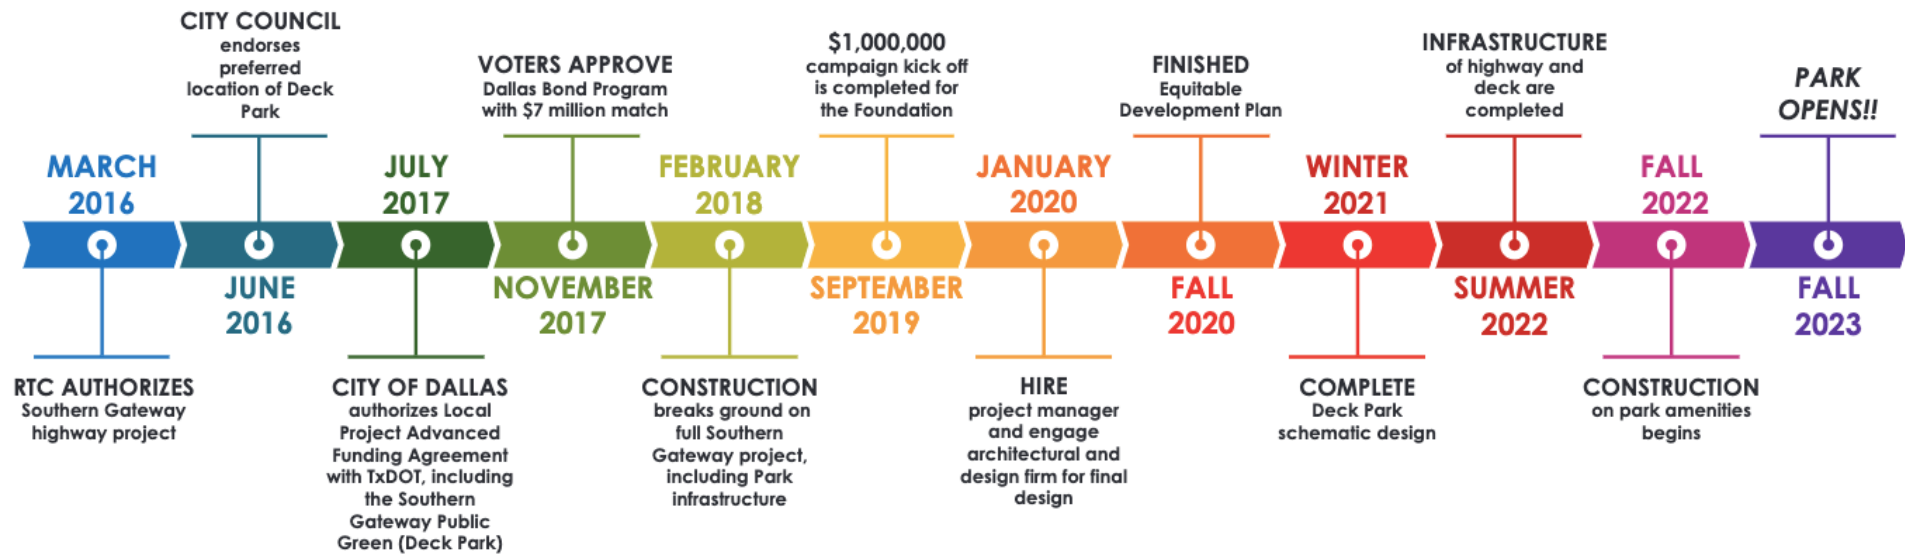 MARCH
2016
RTC AUTHORIZES
Southern Gateway
highway project
CITY COUNCIL
endorses
preferred
location of Deck
Park
JUNE
2016
JULY
2017
CITY OF DALLAS
authorizes Local
Project Advanced
Funding Agreement
with TxDOT, including
the Southern
Gateway Public
Green (Deck Park)
VOTERS APPROVE
Dallas Bond Program
with $7 million match
NOVEMBER
2017
FEBRUARY
2018
CONSTRUCTION
breaks ground on
full Southern
Gateway project,
including Park
infrastructure
$1,000,000
campaign kick off
is completed for
the Foundation
SEPTEMBER
2019
JANUARY
2020
HIRE
project manager
and engage
architectural and
design firm for final
design
FINISHED
Equitable
Development Plan
FALL
2020
WINTER
2021
COMPLETE
Deck Park
schematic design
INFRASTRUCTURE
of highway and
deck are
completed
SUMMER
2022
FALL
2022
CONSTRUCTION
on park amenities
begins
PARK
OPENS!!
FALL
2023